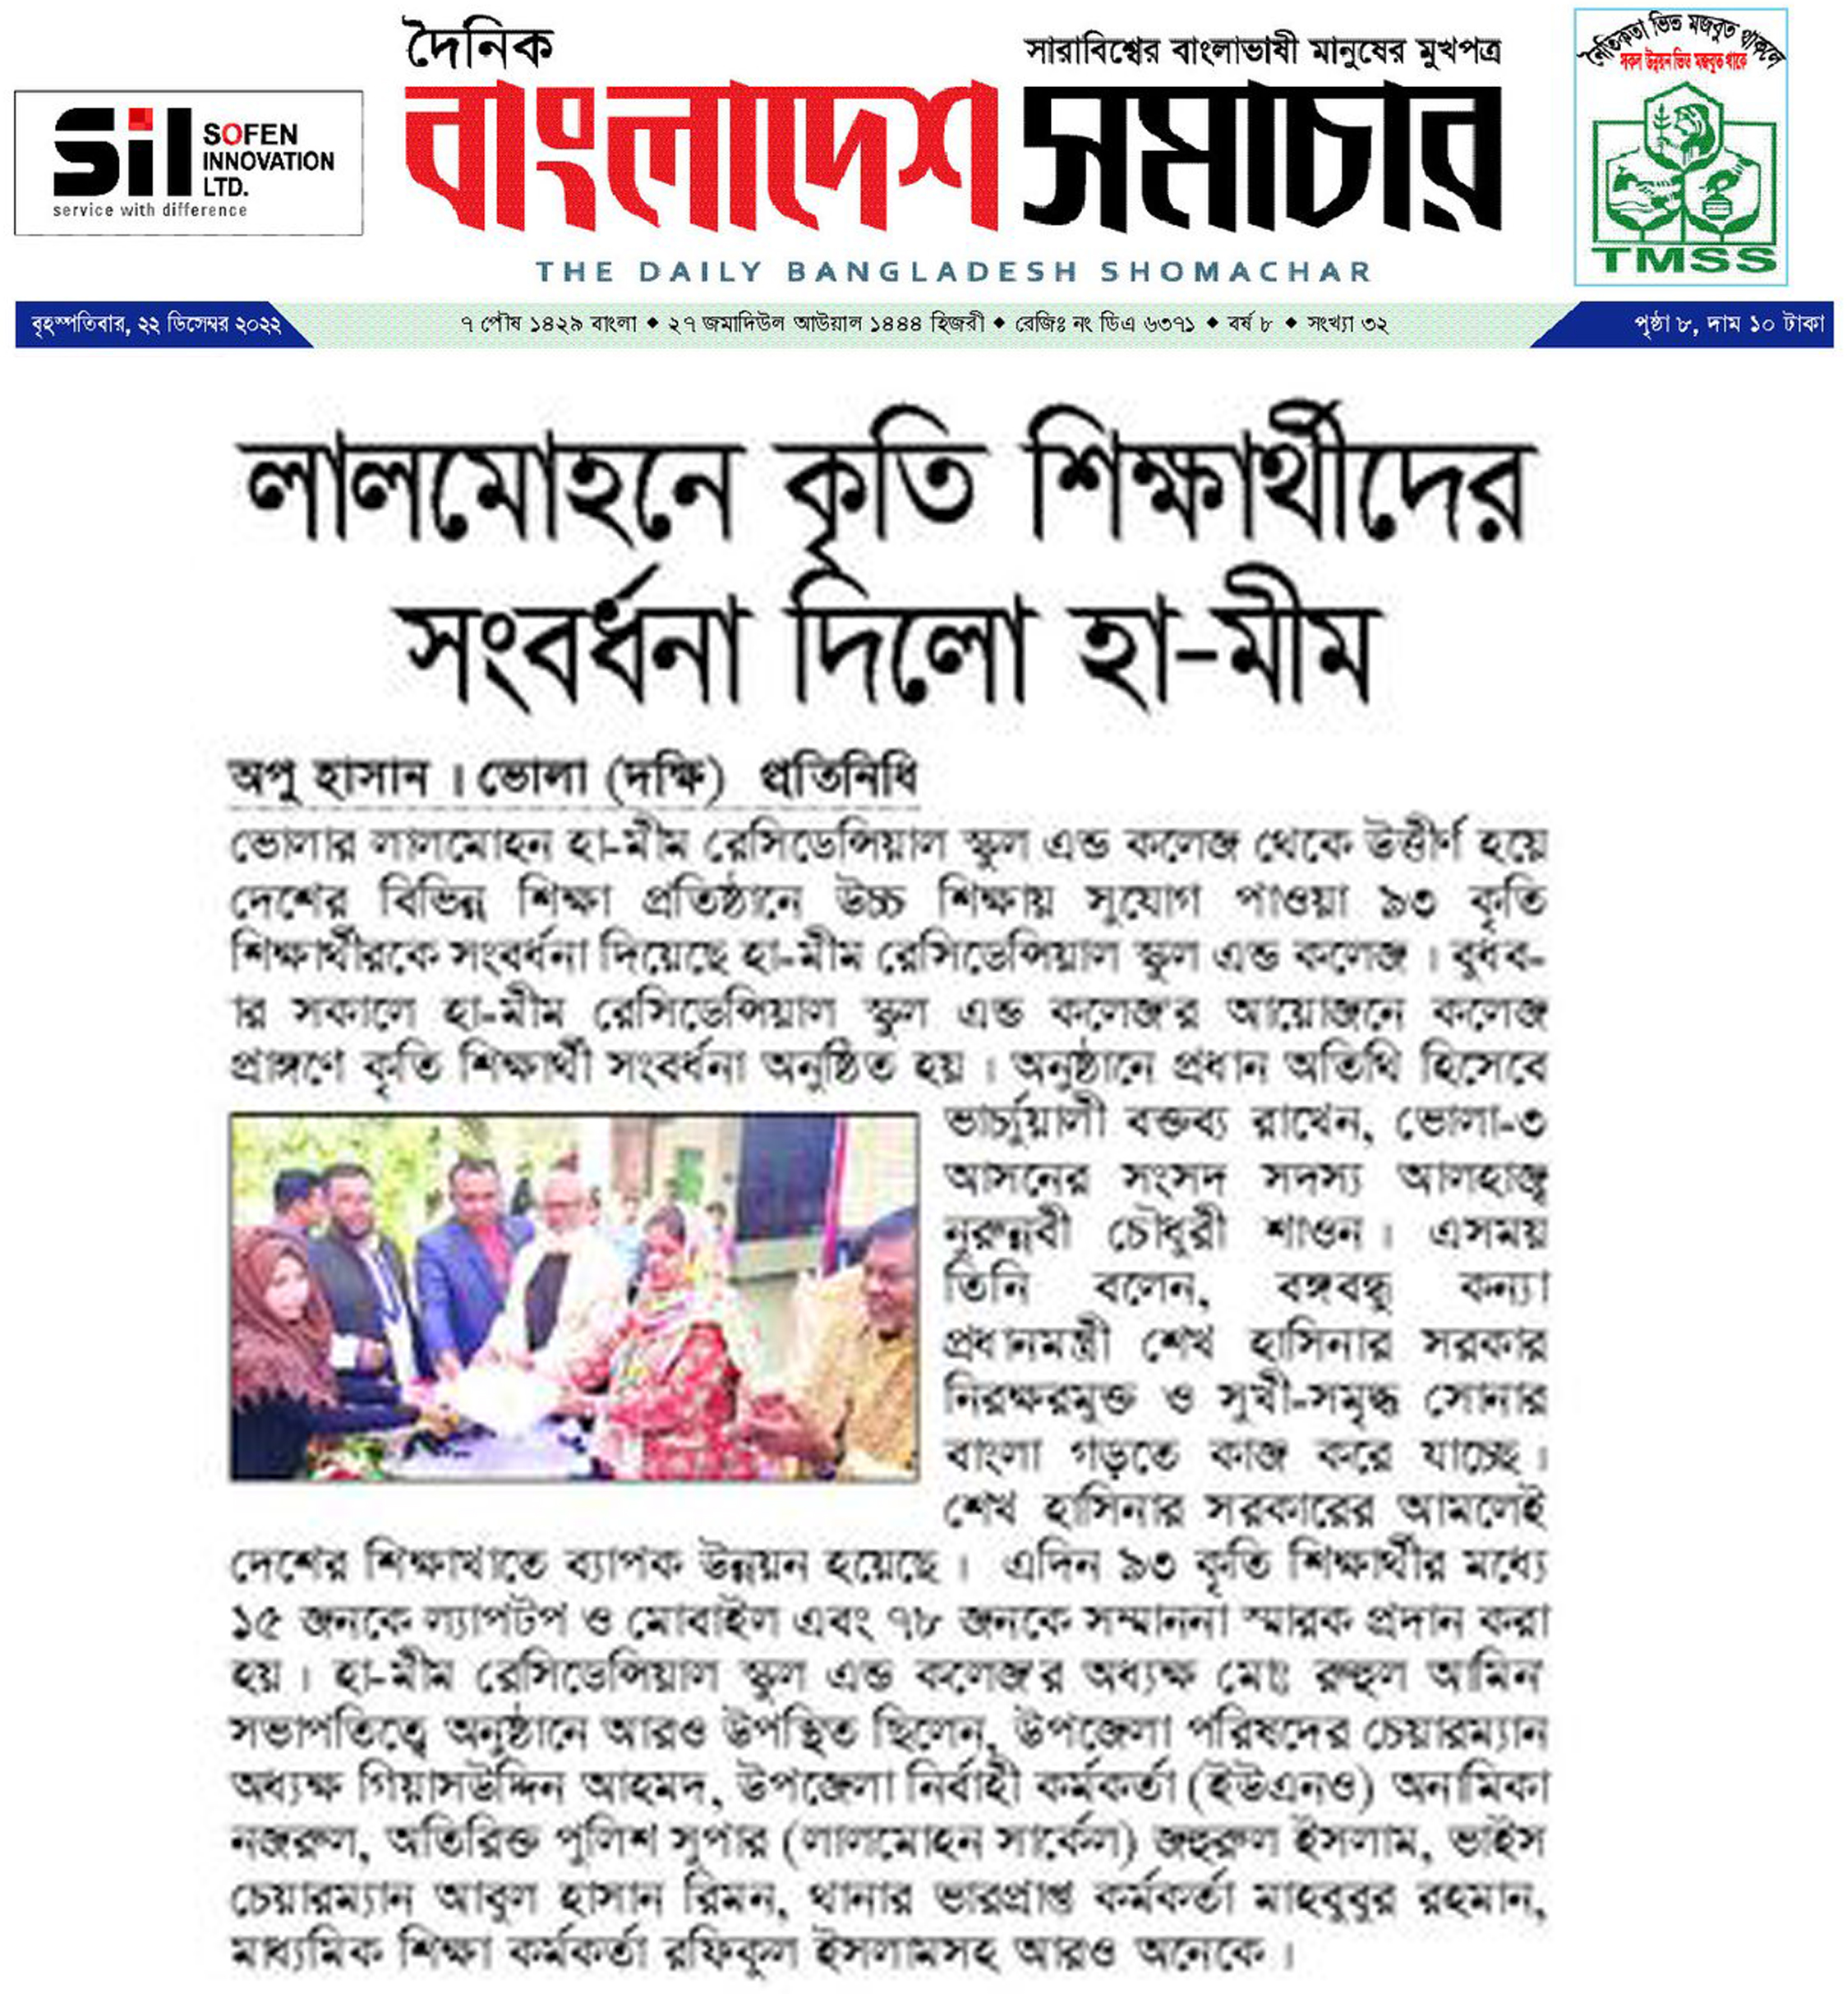 দৈনিক
সারাবিশ্বের বাংলাভাষী মানুষের মুখপত্র
নৈতিকতা ভিত মজবুত থাকলে
সকল উন্নয়ন ভিত মজবুত থাকে
sil SOFEN
INNOVATION
LTD.
service with difference
বাংলাদেশ সমাচার
THE DAILY BANGLADESH SHOMACHAR
TMSS
বৃহস্পতিবার, ২২ ডিসেম্বর ২০২২
৭ পৌষ ১৪২৯ বাংলা ◆ ২৭ জমাদিউল আউয়াল ১৪৪৪ হিজরী ◆ রেজিঃ নং ডিএ ৬৩৭১ ◆ বর্ষ ৮ ◆ সংখ্যা ৩২
পৃষ্ঠা ৮, দাম ১০ টাকা
লালমোহনে কৃতি শিক্ষার্থীদের
সংবর্ধনা দিলো হা-মীম
অপু হাসান । ভোলা (দক্ষি) প্রতিনিধি
ভোলার লালমোহন হা-মীম রেসিডেন্সিয়াল স্কুল এন্ড কলেজ থেকে উত্তীর্ণ হয়ে
দেশের বিভিন্ন শিক্ষা প্রতিষ্ঠানে উচ্চ শিক্ষায় সুযোগ পাওয়া ৯৩ কৃতি
শিক্ষার্থীরকে সংবর্ধনা দিয়েছে হা-মীম রেসিডেন্সিয়াল স্কুল এন্ড কলেজ । বুধব-
ার সকালে হা-মীম রেসিডেন্সিয়াল স্কুল এন্ড কলেজ'র আয়োজনে কলেজ
প্রাঙ্গণে কৃতি শিক্ষার্থী সংবর্ধনা অনুষ্ঠিত হয় । অনুষ্ঠানে প্রধান অতিথি হিসেবে
ভার্চুয়ালী বক্তব্য রাখেন, ভোলা-৩
আসনের সংসদ সদস্য আলহাজ্ব
নূরুন্নবী চৌধুরী শাওন । এসময়
তিনি বলেন, বঙ্গবন্ধু কন্যা
প্রধানমন্ত্রী শেখ হাসিনার সরকার
নিরক্ষরমুক্ত ও সুখী-সমৃদ্ধ সোনার
বাংলা গড়তে কাজ করে যাচ্ছে ।
শেখ হাসিনার সরকারের আমলেই
দেশের শিক্ষাখাতে ব্যাপক উন্নয়ন হয়েছে । এদিন ৯৩ কৃতি শিক্ষার্থীর মধ্যে
১৫ জনকে ল্যাপটপ ও মোবাইল এবং ৭৮ জনকে সম্মাননা স্মারক প্রদান করা
হয় । হা-মীম রেসিডেন্সিয়াল স্কুল এন্ড কলেজ'র অধ্যক্ষ মোঃ রুহুল আমিন
সভাপতিত্বে অনুষ্ঠানে আরও উপস্থিত ছিলেন, উপজেলা পরিষদের চেয়ারম্যান
অধ্যক্ষ গিয়াসউদ্দিন আহমদ, উপজেলা নির্বাহী কর্মকর্তা (ইউএনও) অনামিকা
নজরুল, অতিরিক্ত পুলিশ সুপার (লালমোহন সার্কেল) জহুরুল ইসলাম, ভাইস
চেয়ারম্যান আবুল হাসান রিমন, থানার ভারপ্রাপ্ত কর্মকর্তা মাহবুবুর রহমান,
মাধ্যমিক শিক্ষা কর্মকর্তা রফিকুল ইসলামসহ আরও অনেকে ।